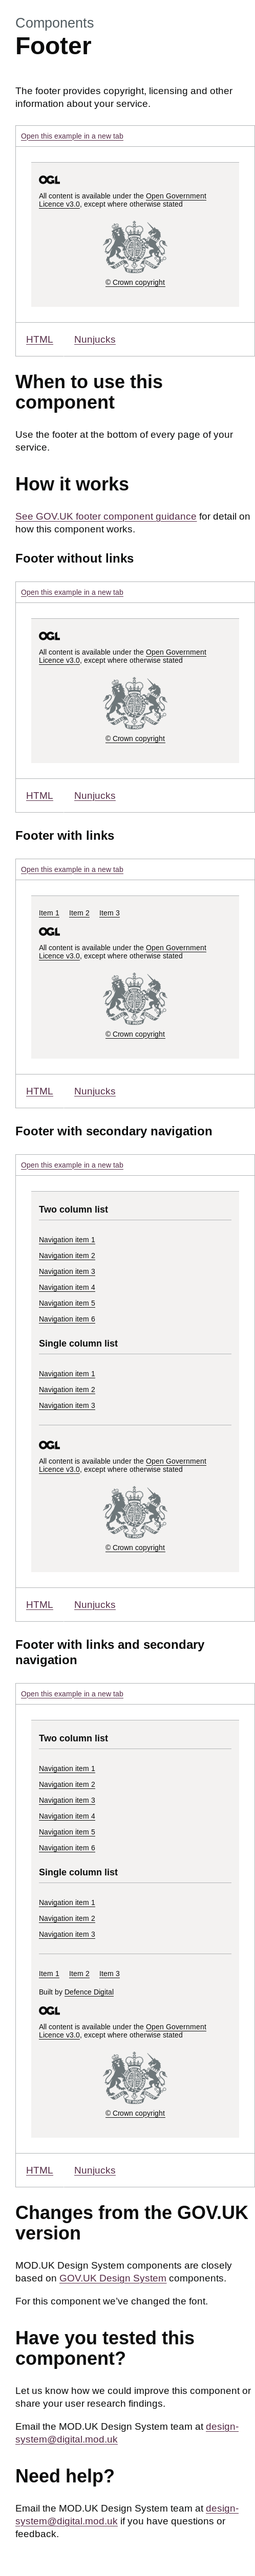 Components
Footer
The footer provides copyright, licensing and other
information about your service.
Open this example in a new tab
OGL
All content is available under the Open Government
Licence v3.0, except where otherwise stated
© Crown copyright
HTML Nunjucks
When to use this
component
Use the footer at the bottom of every page of your
service.
How it works
See GOV.UK footer component guidance for detail on
how this component works.
Footer without links
Open this example in a new tab
OGL
All content is available under the Open Government
Licence v3.0, except where otherwise stated
© Crown copyright
HTML Nunjucks
Footer with links
Open this example in a new tab
Item 1 Item 2 Item 3
OGL
All content is available under the Open Government
Licence v3.0, except where otherwise stated
© Crown copyright
HTML Nunjucks
Footer with secondary navigation
Open this example in a new tab
Two column list
Navigation item 1
Navigation item 2
Navigation item 3
Navigation item 4
Navigation item 5
Navigation item 6
Single column list
Navigation item 1
Navigation item 2
Navigation item 3
OGL
All content is available under the Open Government
Licence v3.0, except where otherwise stated
© Crown copyright
HTML Nunjucks
Footer with links and secondary
navigation
Open this example in a new tab
Two column list
Navigation item 1
Navigation item 2
Navigation item 3
Navigation item 4
Navigation item 5
Navigation item 6
Single column list
Navigation item 1
Navigation item 2
Navigation item 3
Item 1 Item 2 Item 3
Built by Defence Digital
OGL
All content is available under the Open Government
Licence v3.0, except where otherwise stated
© Crown copyright
HTML Nunjucks
Changes from the GOV.UK
version
MOD.UK Design System components are closely
based on GOV.UK Design System components.
For this component we've changed the font.
Have you tested this
component?
Let us know how we could improve this component or
share your user research findings.
Email the MOD.UK Design System team at design-
system@digital.mod.uk
Need help?
Email the MOD.UK Design System team at design-
system@digital.mod.uk if you have questions or
feedback.